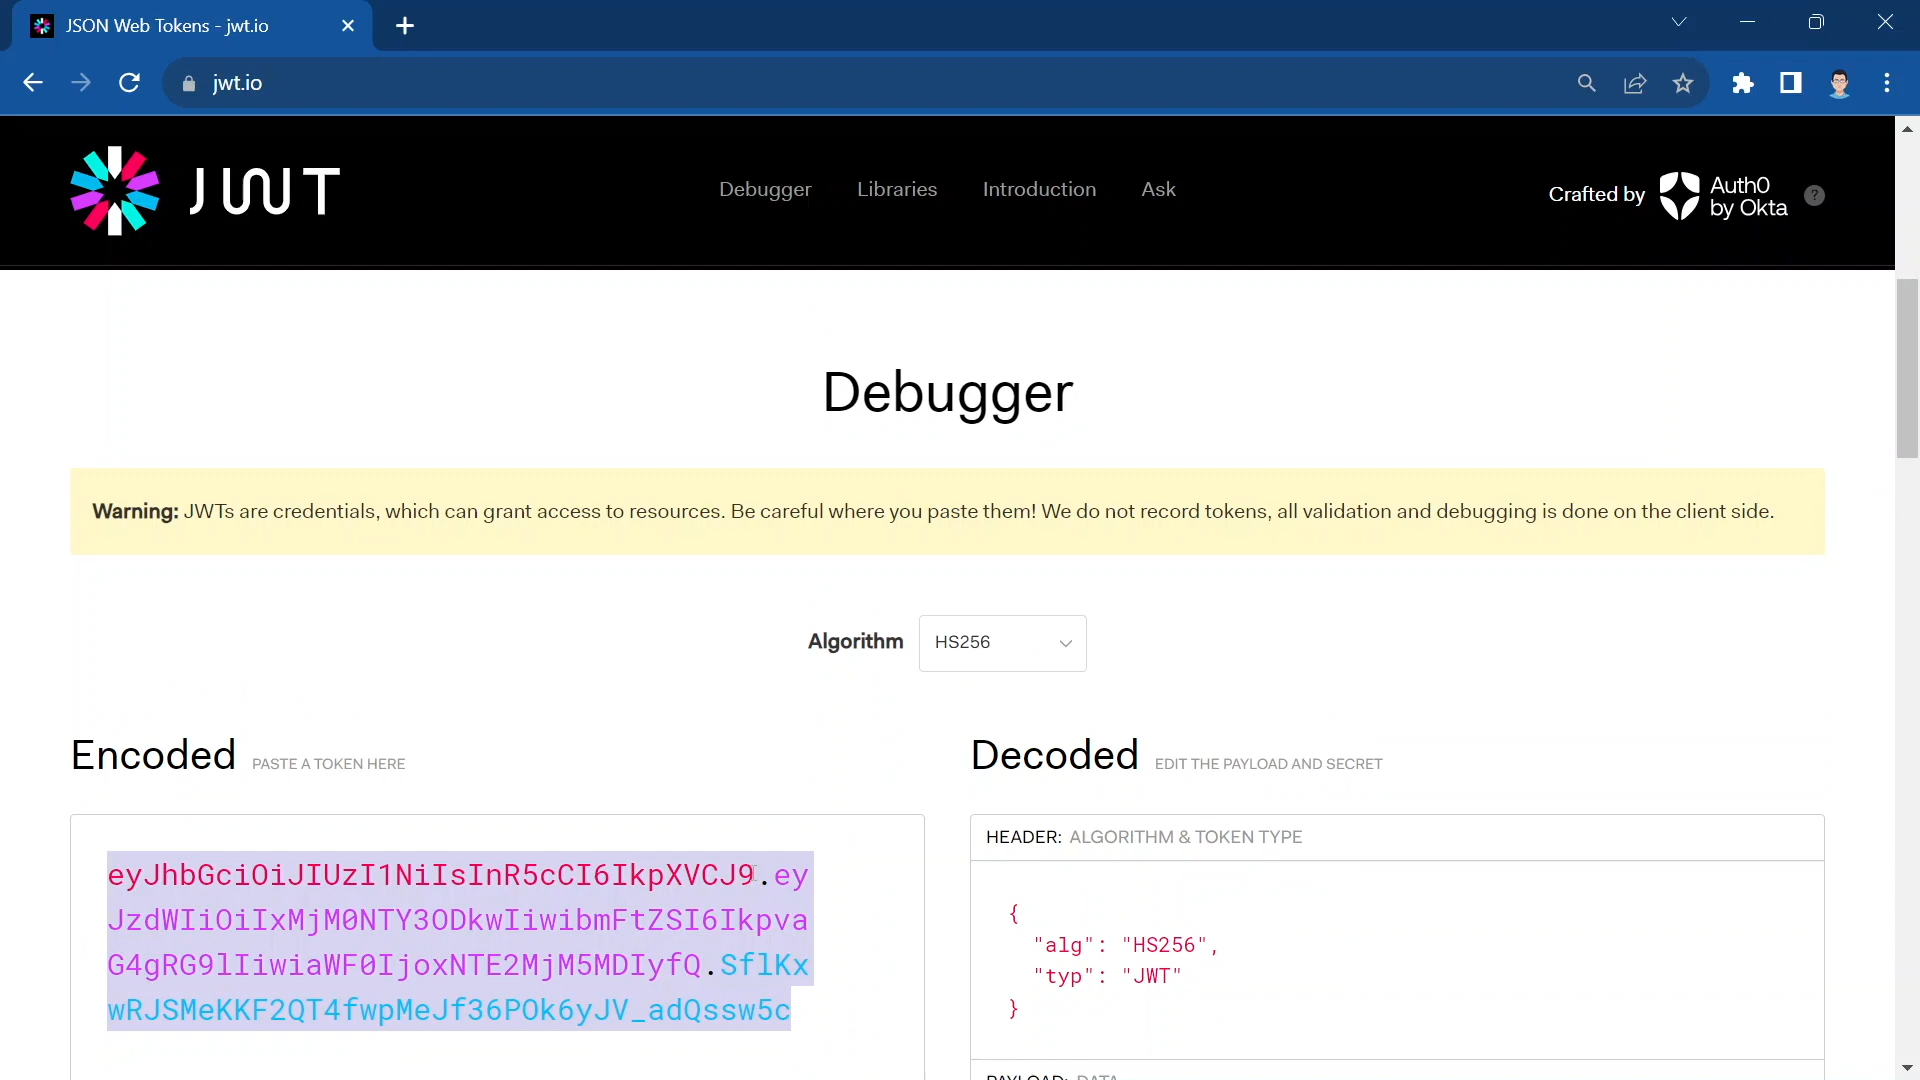 JSON Web Tokens - jwt.io
jwt.io
JWT
Debugger
Libraries
Introduction
Ask
Crafted by
Auth0
by Okta
?
Debugger
Warning: JWTs are credentials, which can grant access to resources. Be careful where you paste them! We do not record tokens, all validation and debugging is done on the client side.
Algorithm
HS256
Encoded PASTE A TOKEN HERE
eyJhbGciOiJIUzI1NiIsInR5cCI6IkpXVCJ9.ey
JzdWIiOiIxMjM0NTY3ODkwIiwibmFtZSI6Ikpva
G4gRG9lIiwiaWF0IjoxNTE2MjM5MDIyfQ.SflKx
wRJSMeKKF2QT4fwpMeJf36POk6yJV_adQssw5c
Decoded EDIT THE PAYLOAD AND SECRET
HEADER: ALGORITHM & TOKEN TYPE
{
"alg": "HS256",
"typ": "JWT"
}
PAYLOAD: DATA